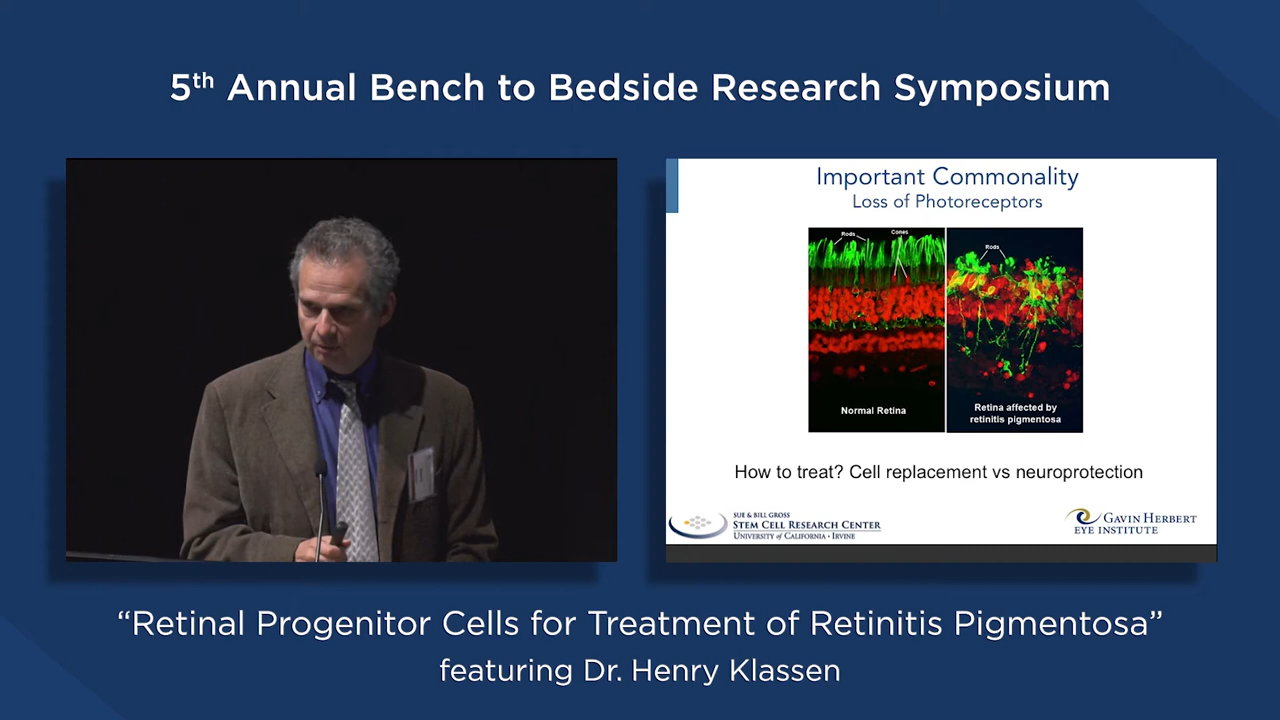 5th Annual Bench to Bedside Research Symposium
Important Commonality
Loss of Photoreceptors
Rods
Cones
Rods
Normal Retina
Retina affected by
retinitis pigmentosa
How to treat? Cell replacement vs neuroprotection
SUE & BILL GROSS
STEM CELL RESEARCH CENTER
UNIVERSITY OF CALIFORNIA • IRVINE
GAVIN HERBERT
EYE INSTITUTE
“Retinal Progenitor Cells for Treatment of Retinitis Pigmentosa”
featuring Dr. Henry Klassen